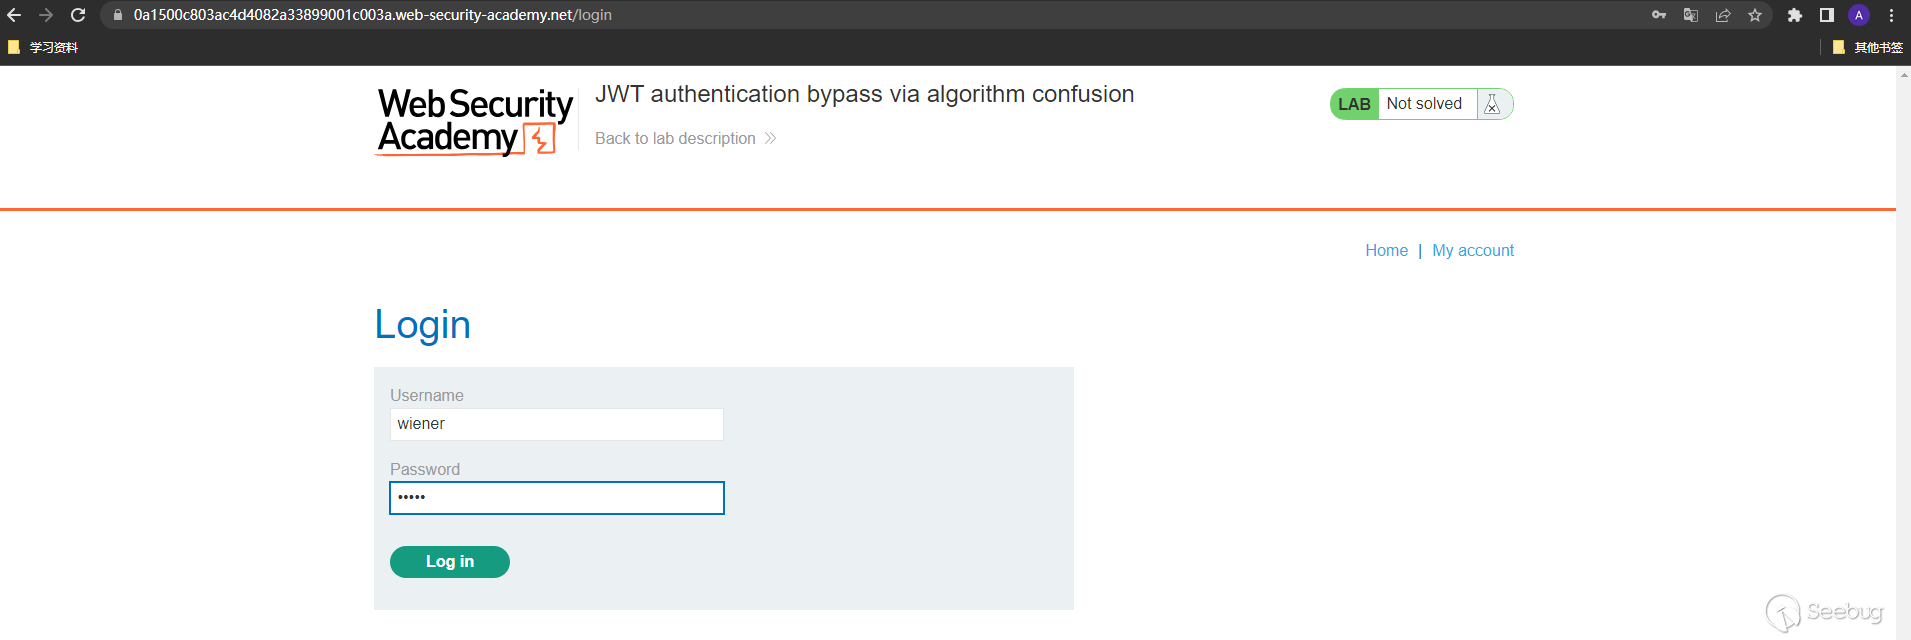 0a1500c803ac4d4082a33899001c003a.web-security-academy.net/login
A
学习资料
其他书签
Web Security
Academy
JWT authentication bypass via algorithm confusion
Back to lab description
LAB Not solved
Home | My account
Login
Username
wiener
Password
•••••
Log in
Seebug